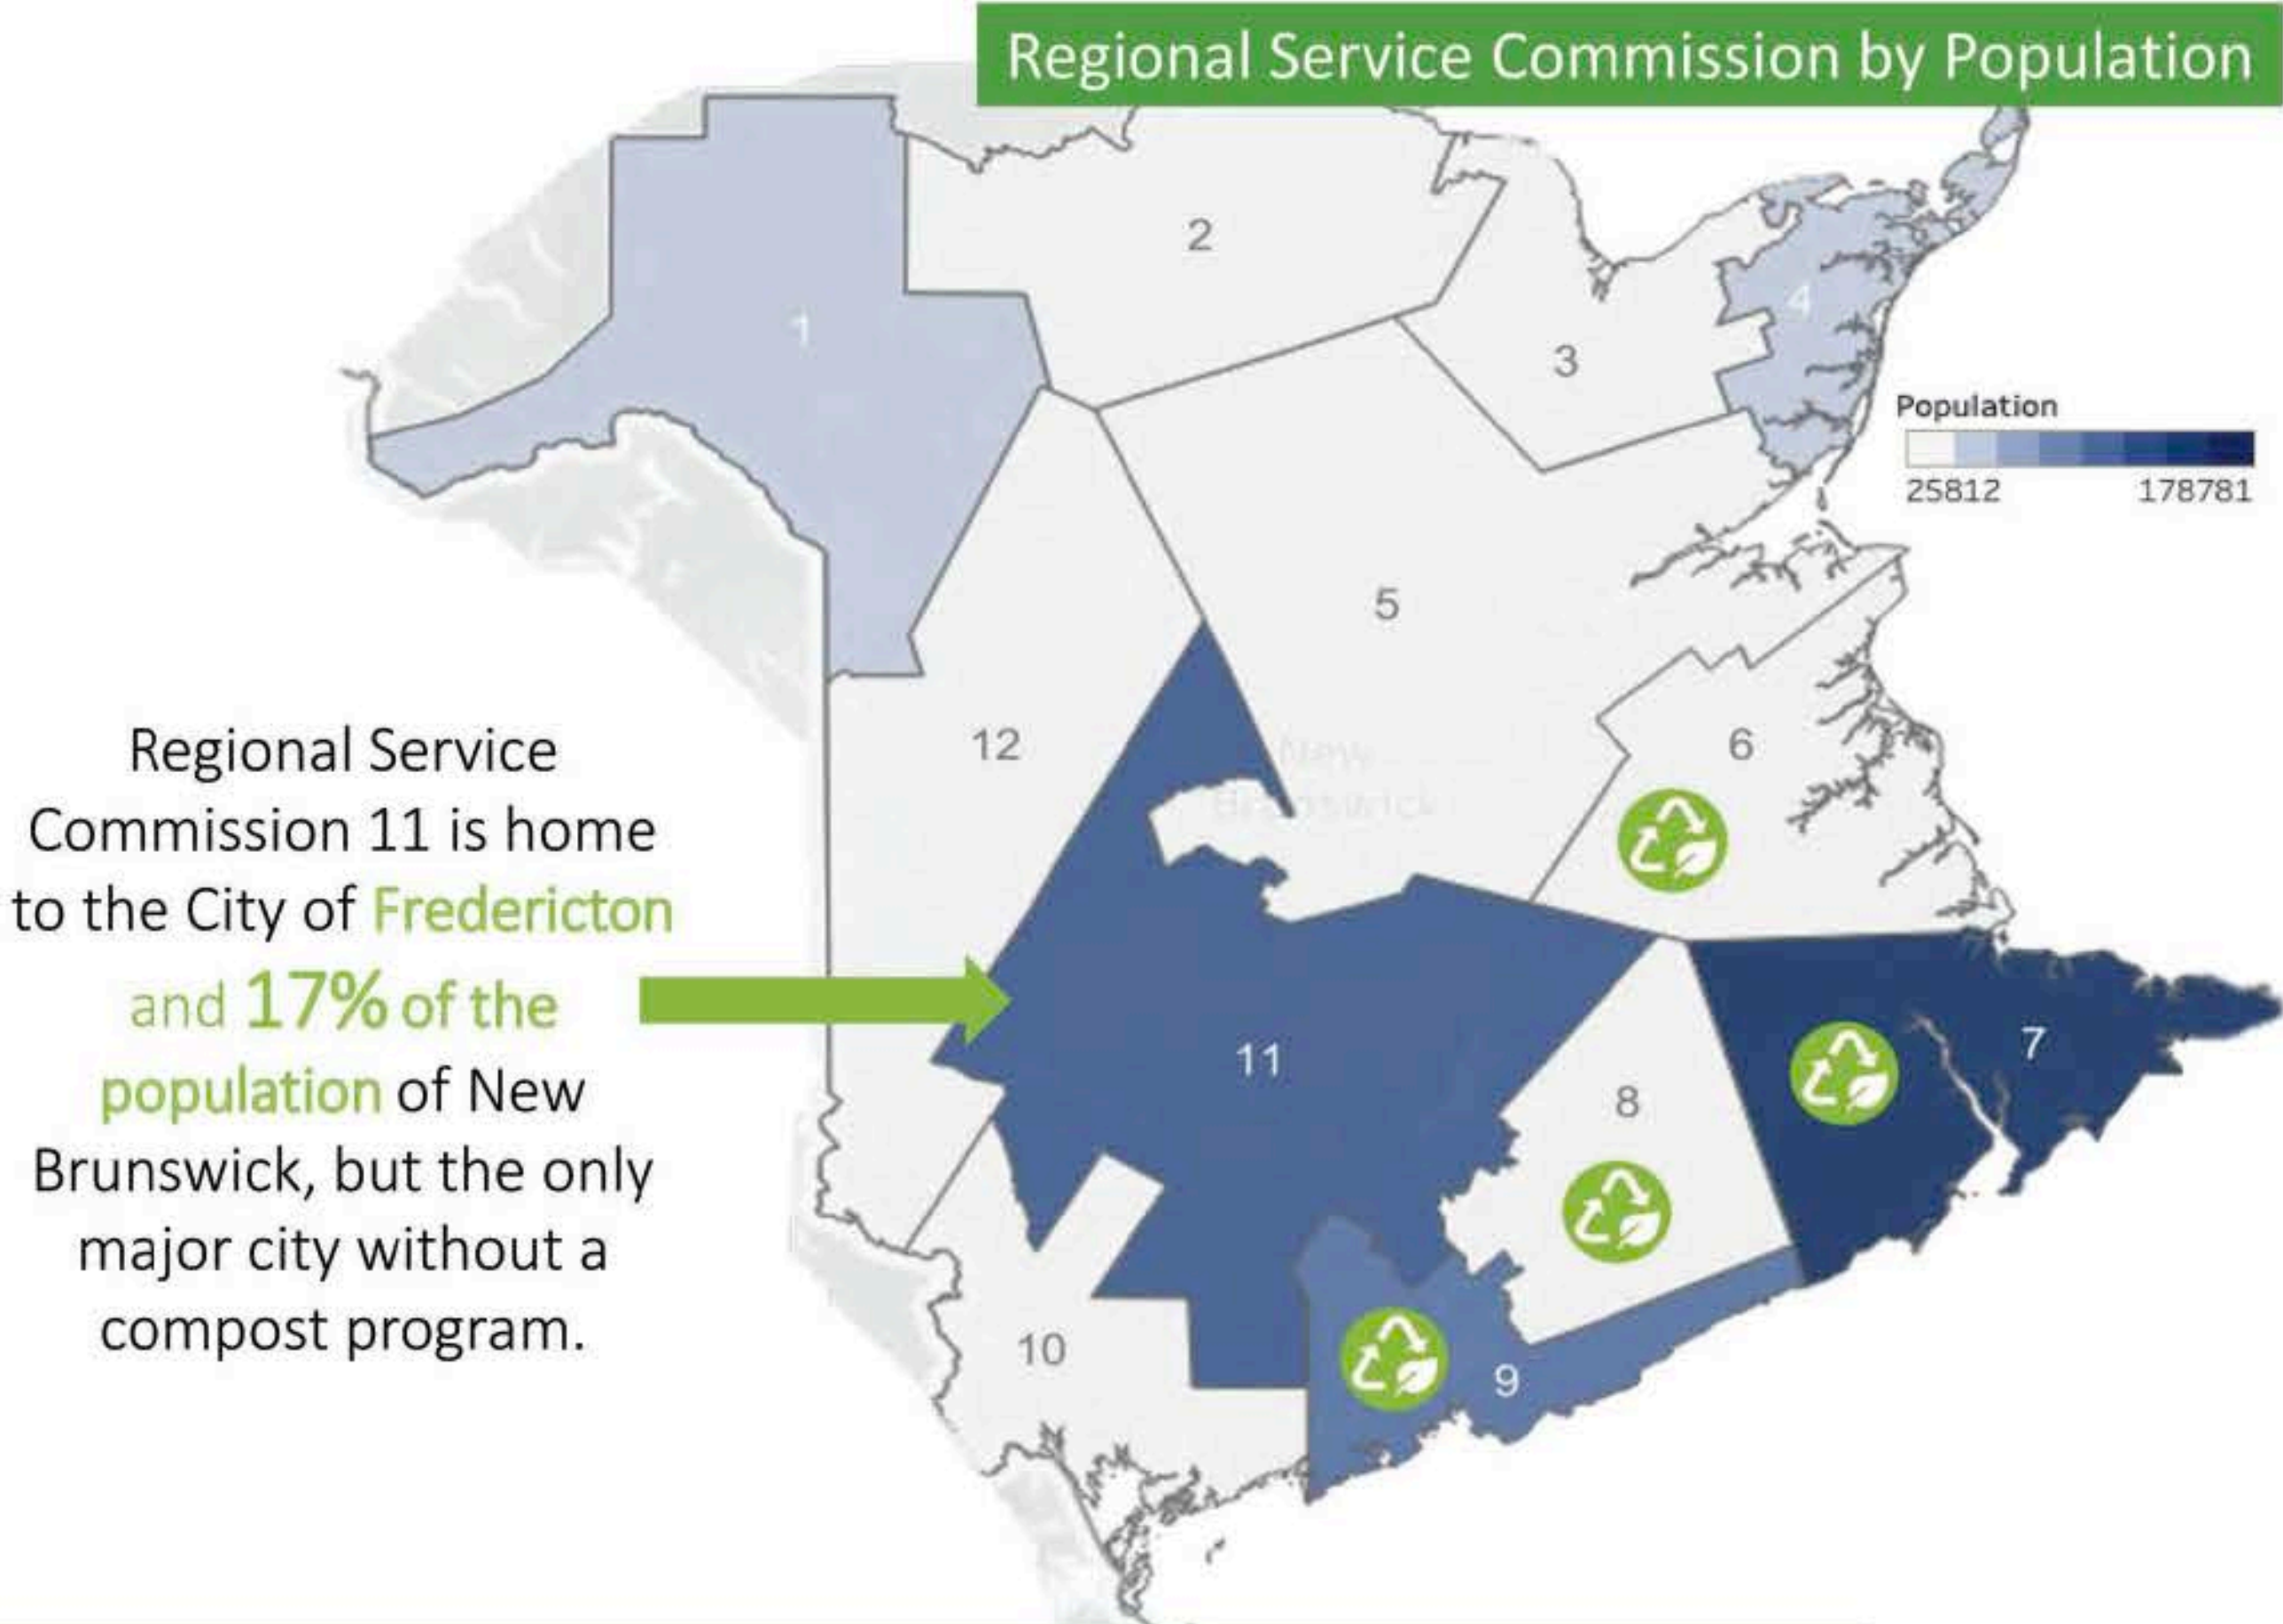 Regional Service Commission by Population
2
1
4
3
Population
25812 178781
5
12
6
New
Brunswick
Regional Service
Commission 11 is home
to the City of Fredericton
and 17% of the
population of New
Brunswick, but the only
major city without a
compost program.
11
7
8
10
9